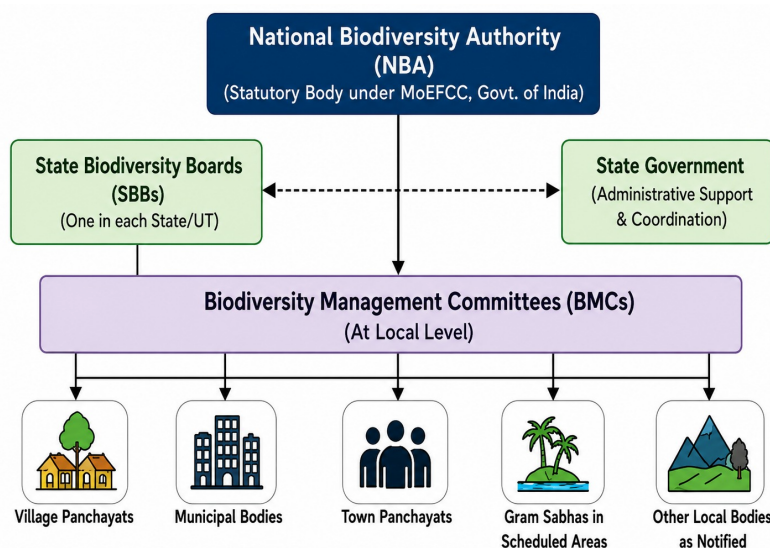 National Biodiversity Authority
(NBA)
(Statutory Body under MoEFCC, Govt. of India)
State Biodiversity Boards
(SBBs)
(One in each State/UT)
State Government
(Administrative Support
& Coordination)
Biodiversity Management Committees (BMCs)
(At Local Level)
Village Panchayats
Municipal Bodies
Town Panchayats
Gram Sabhas in
Scheduled Areas
Other Local Bodies
as Notified